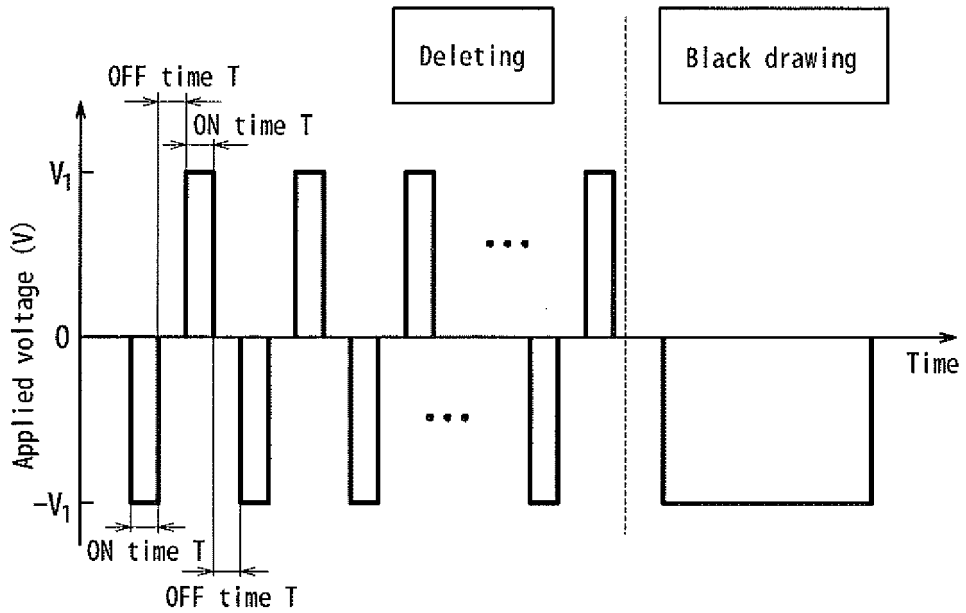 Deleting
Black drawing
OFF time T
ON time T
V₁
0
-V₁
Applied voltage (V)
Time
ON time T
OFF time T